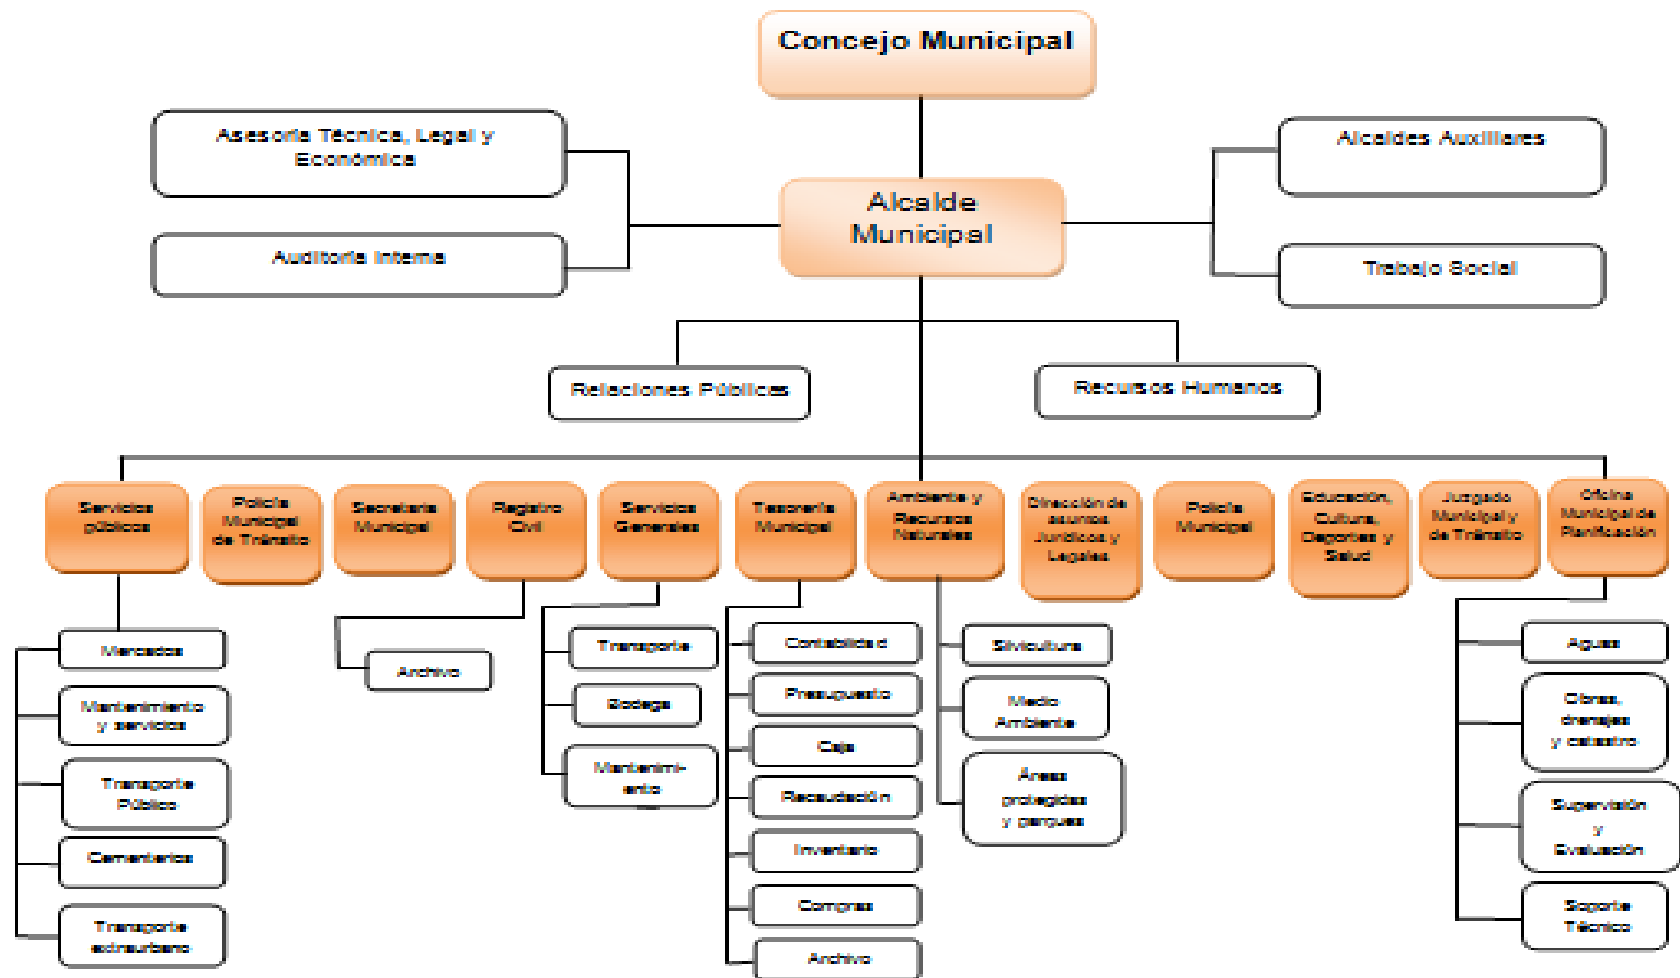 Concejo Municipal
Asesoría Técnica, Legal y
Económica
Alcaldes Auxiliares
Alcalde
Municipal
Auditoría Interna
Trabajo Social
Relaciones Públicas
Recursos Humanos
Servicios
públicos
Policía
Municipal
de Tránsito
Secretaría
Municipal
Registro
Civil
Servicios
Generales
Tesorería
Municipal
Ambiente y
Recursos
Naturales
Dirección de
asuntos
Jurídicos y
Legales
Policía
Municipal
Educación,
Cultura,
Deportes y
Salud
Juzgado
Municipal y
de Tránsito
Oficina
Municipal de
Planificación
Mercados
Mantenimiento
y servicios
Transporte
Público
Cementerios
Transporte
extraurbano
Archivo
Transporte
Bodega
Mantenimi-
ento
Contabilidad
Presupuesto
Caja
Recaudación
Inventario
Compras
Archivo
Silvicultura
Medio
Ambiente
Áreas
protegidas
y parques
Aguas
Obras,
drenajes
y catastro
Supervisión
y
Evaluación
Soporte
Técnico